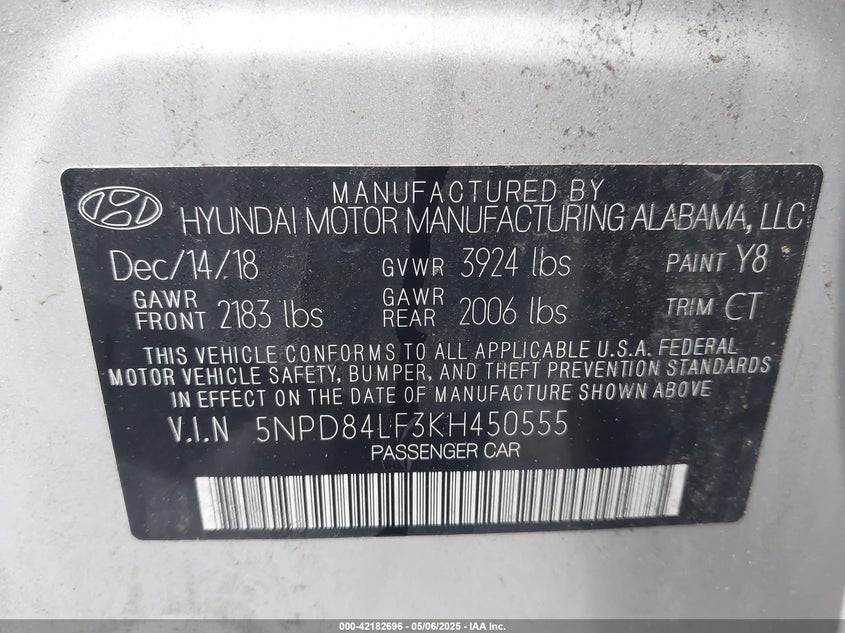 MANUFACTURED BY
HYUNDAI MOTOR MANUFACTURING ALABAMA, LLC
Dec/14/18 GVWR 3924 lbs PAINT Y8
GAWR FRONT 2183 lbs GAWR REAR 2006 lbs TRIM CT
THIS VEHICLE CONFORMS TO ALL APPLICABLE U.S.A. FEDERAL
MOTOR VEHICLE SAFETY, BUMPER, AND THEFT PREVENTION STANDARDS
IN EFFECT ON THE DATE OF MANUFACTURE SHOWN ABOVE.
V.I.N 5NPD84LF3KH450555
PASSENGER CAR
000-42182696 - 05/06/2025 - IAA Inc.